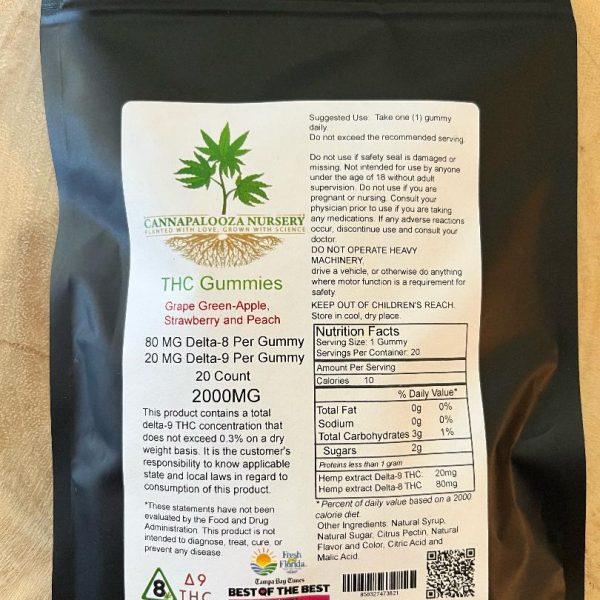 CANNAPALOOZA NURSERY
PLANTED WITH LOVE, GROWN WITH SCIENCE
THC Gummies
Grape Green-Apple,
Strawberry and Peach
80 MG Delta-8 Per Gummy
20 MG Delta-9 Per Gummy
20 Count
2000MG
This product contains a total
delta-9 THC concentration that
does not exceed 0.3% on a dry
weight basis. It is the customer's
responsibility to know applicable
state and local laws in regard to
consumption of this product.
*These statements have not been
evaluated by the Food and Drug
Administration. This product is not
intended to diagnose, treat, cure, or
prevent any disease.
8
Δ9
THC
Fresh
Florida
Tampa Bay Times
BEST OF THE BEST
Suggested Use: Take one (1) gummy
daily.
Do not exceed the recommended serving.
Do not use if safety seal is damaged or
missing. Not intended for use by anyone
under the age of 18 without adult
supervision. Do not use if you are
pregnant or nursing. Consult your
physician prior to use if you are taking
any medications. If any adverse reactions
occur, discontinue use and consult your
doctor.
DO NOT OPERATE HEAVY
MACHINERY,
drive a vehicle, or otherwise do anything
where motor function is a requirement for
safety
KEEP OUT OF CHILDREN'S REACH.
Store in cool, dry place.
Nutrition Facts
Serving Size: 1 Gummy
Servings Per Container: 20
Amount Per Serving
Calories 10
% Daily Value*
Total Fat 0g 0%
Sodium 0g 0%
Total Carbohydrates 3g 1%
Sugars 2g
Proteins less than 1 gram
Hemp extract Delta-9 THC: 20mg
Hemp extract Delta-8 THC 80mg
* Percent of daily value based on a 2000
calorie diet.
Other Ingredients: Natural Syrup,
Natural Sugar, Citrus Pectin, Natural
Flavor and Color, Citric Acid and
Malic Acid.